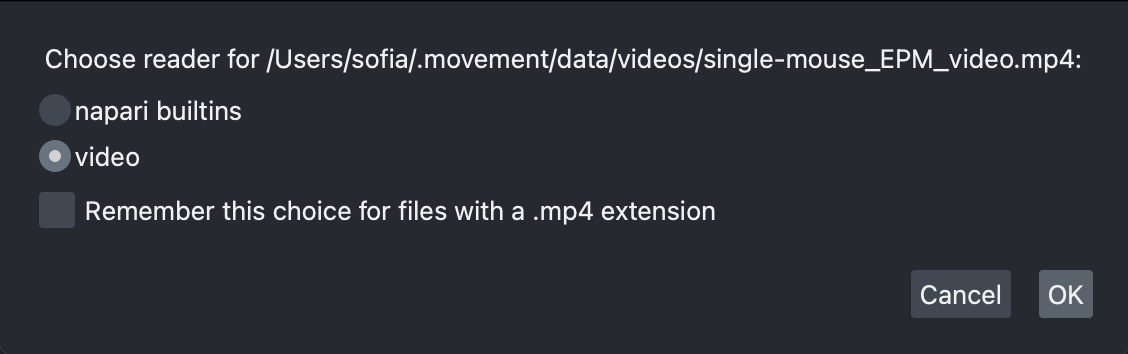 Choose reader for /Users/sofia/.movement/data/videos/single-mouse_EPM_video.mp4:
napari builtins
video
Remember this choice for files with a .mp4 extension
Cancel OK